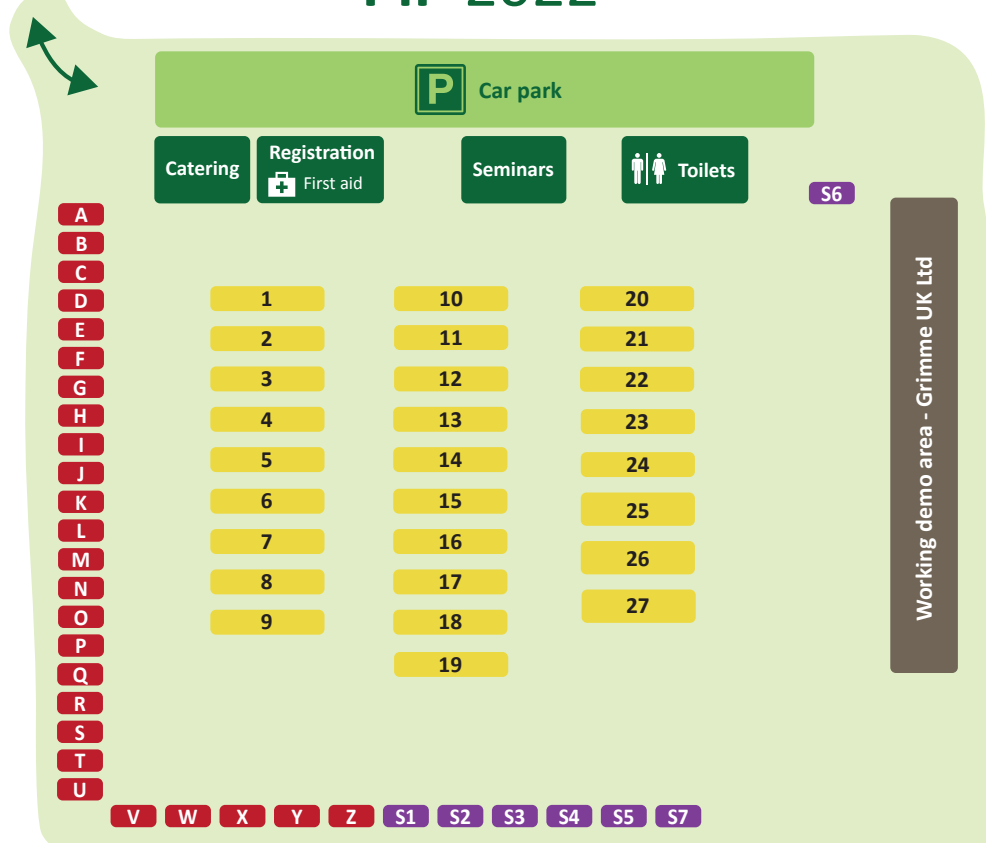 P Car park
Catering
Registration
First aid
Seminars
Toilets
S6
A
B
C
D
E
F
G
H
I
J
K
L
M
N
O
P
Q
R
S
T
U
1
2
3
4
5
6
7
8
9
10
11
12
13
14
15
16
17
18
19
20
21
22
23
24
25
26
27
Working demo area - Grimme UK Ltd
V W X Y Z S1 S2 S3 S4 S5 S7